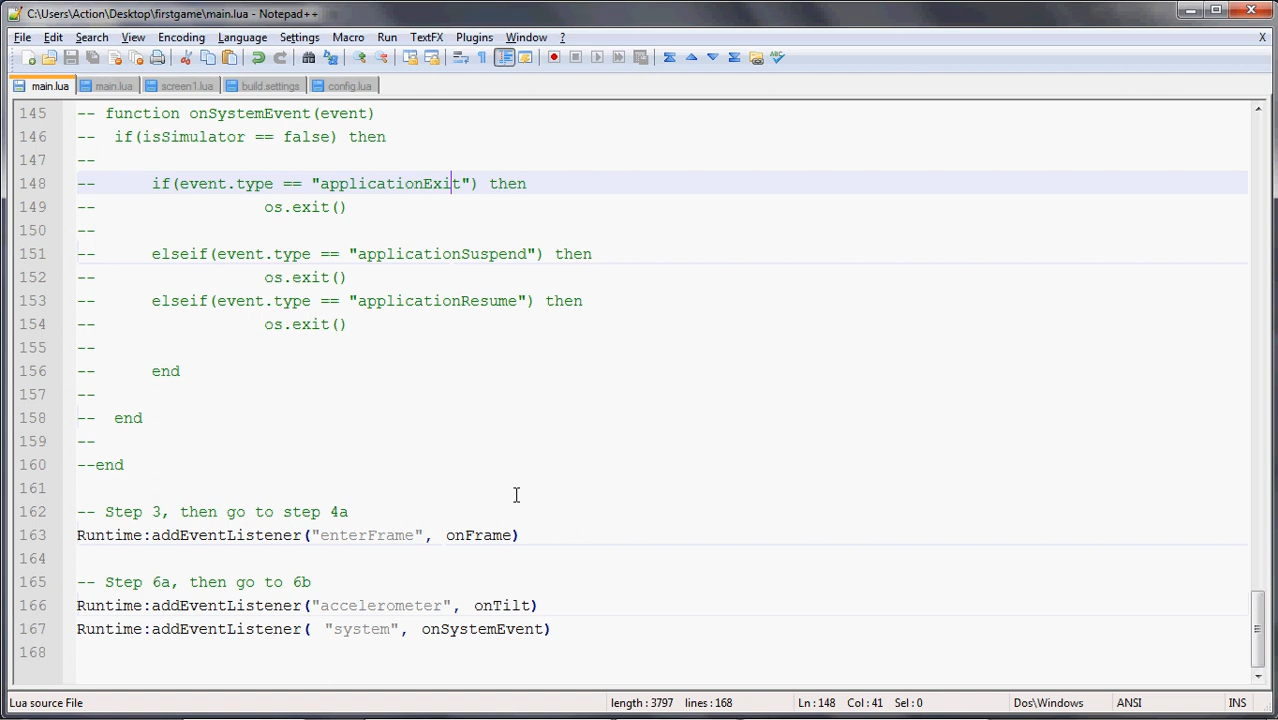 C:\Users\Action\Desktop\firstgame\main.lua - Notepad++
File Edit Search View Encoding Language Settings Macro Run TextFX Plugins Window ? X
main.lua main.lua screen1.lua build.settings config.lua
145 -- function onSystemEvent(event)
146 -- if(isSimulator == false) then
147 --
148 -- if(event.type == "applicationExit") then
149 -- os.exit()
150 --
151 -- elseif(event.type == "applicationSuspend") then
152 -- os.exit()
153 -- elseif(event.type == "applicationResume") then
154 -- os.exit()
155 --
156 -- end
157 --
158 -- end
159 --
160 --end
161
162 -- Step 3, then go to step 4a
163 Runtime:addEventListener("enterFrame", onFrame)
164
165 -- Step 6a, then go to 6b
166 Runtime:addEventListener("accelerometer", onTilt)
167 Runtime:addEventListener( "system", onSystemEvent)
168
Lua source File length : 3797 lines : 168 Ln : 148 Col : 41 Sel : 0 Dos\Windows ANSI INS